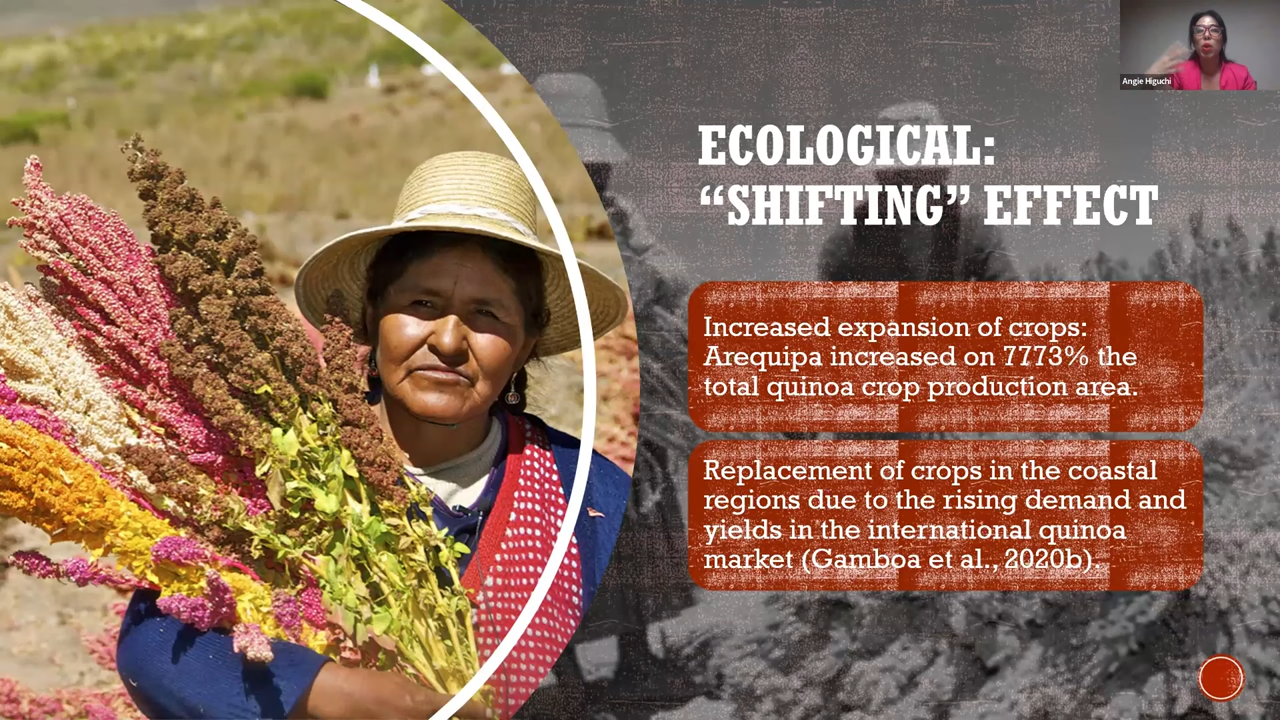 Angie Higuchi
ECOLOGICAL:
“SHIFTING” EFFECT
Increased expansion of crops:
Arequipa increased on 7773% the
total quinoa crop production area.
Replacement of crops in the coastal
regions due to the rising demand and
yields in the international quinoa
market (Gamboa et al., 2020b).